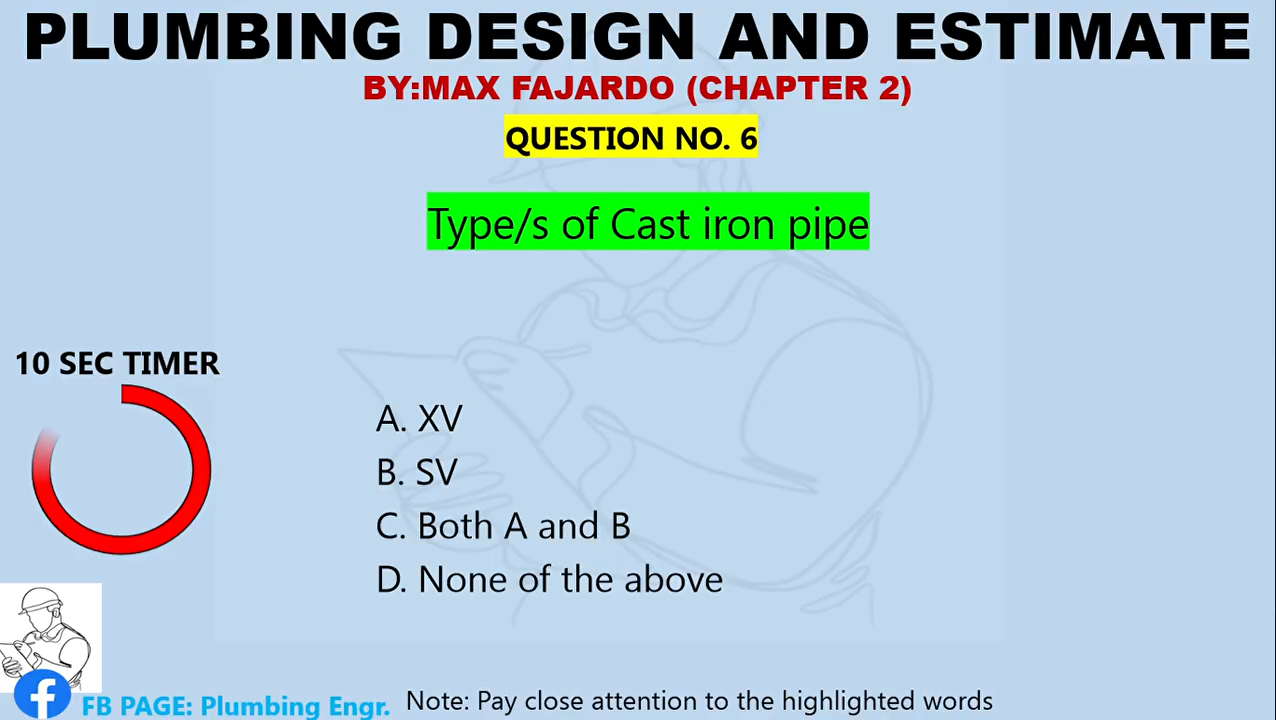 PLUMBING DESIGN AND ESTIMATE
BY:MAX FAJARDO (CHAPTER 2)
QUESTION NO. 6
Type/s of Cast iron pipe
10 SEC TIMER
A. XV
B. SV
C. Both A and B
D. None of the above
FB PAGE: Plumbing Engr.
Note: Pay close attention to the highlighted words